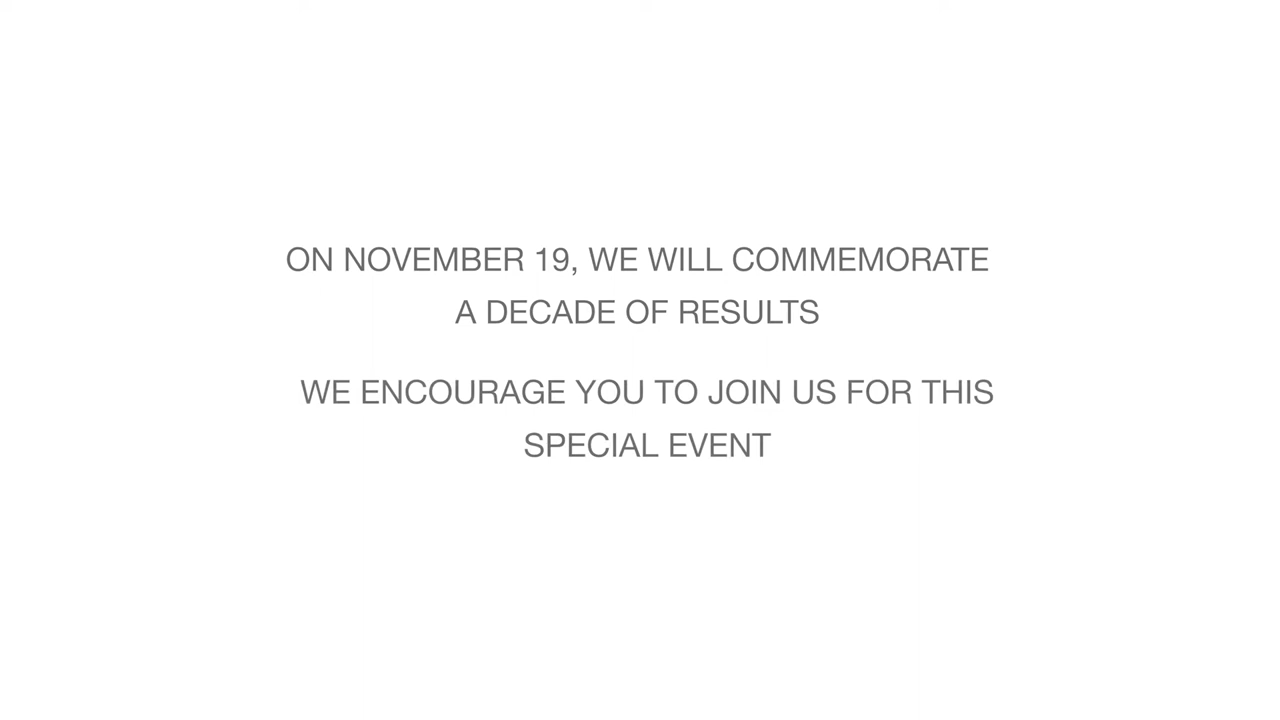 ON NOVEMBER 19, WE WILL COMMEMORATE
A DECADE OF RESULTS
WE ENCOURAGE YOU TO JOIN US FOR THIS
SPECIAL EVENT